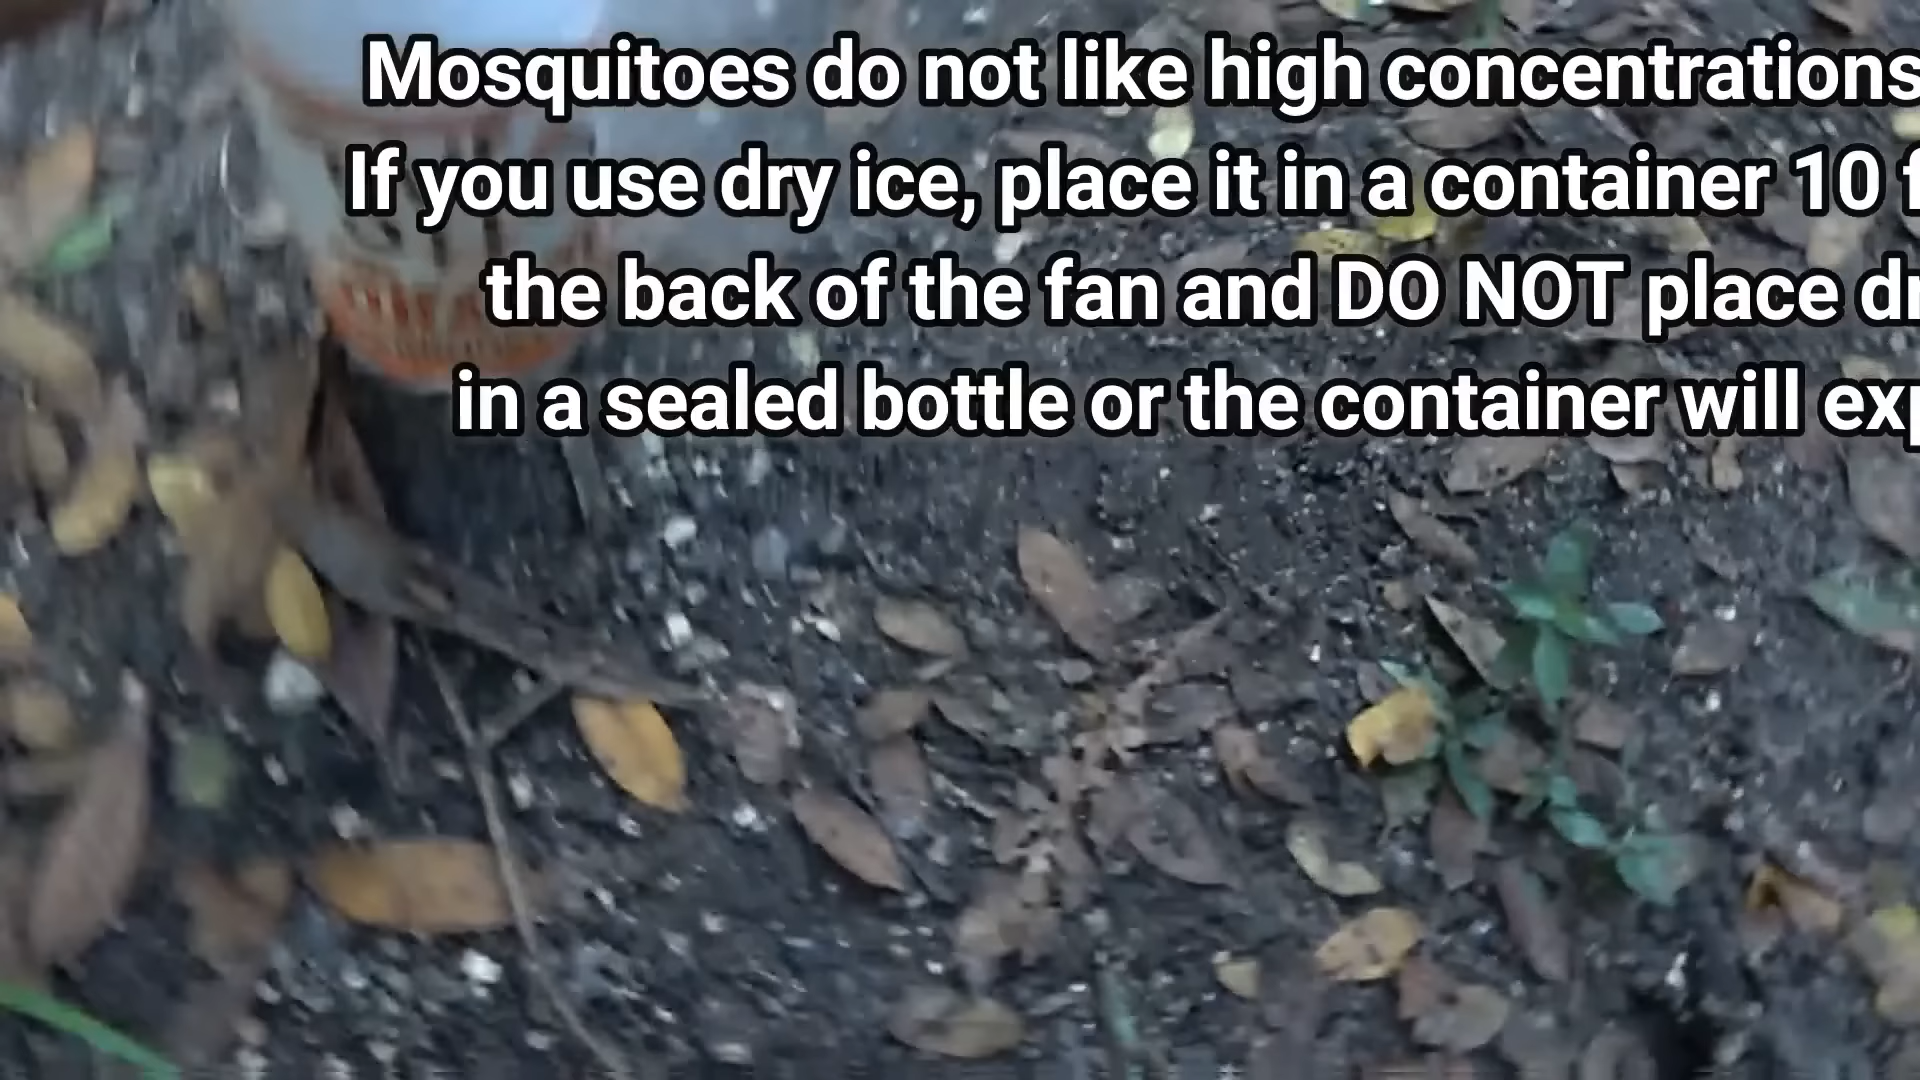 Mosquitoes do not like high concentrations
If you use dry ice, place it in a container 10
the back of the fan and DO NOT place
in a sealed bottle or the container will